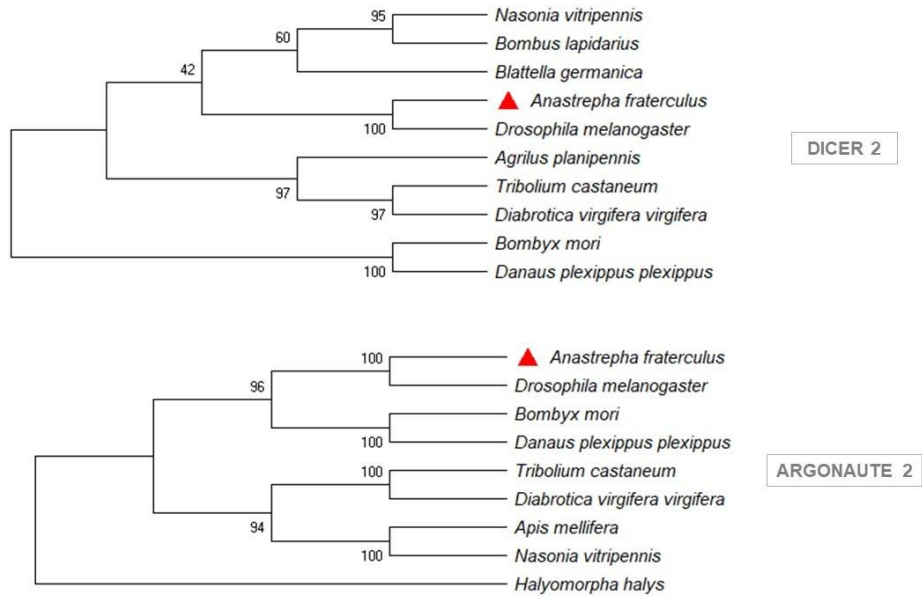 95
Nasonia vitripennis
Bombus lapidarius
60
Blattella germanica
42
Anastrepha fraterculus
100
Drosophila melanogaster
DICER 2
Agrilus planipennis
97
Tribolium castaneum
97
Diabrotica virgifera virgifera
Bombyx mori
100
Danaus plexippus plexippus
100
Anastrepha fraterculus
96
Drosophila melanogaster
Bombyx mori
100
Danaus plexippus plexippus
100
Tribolium castaneum
ARGONAUTE 2
Diabrotica virgifera virgifera
94
Apis mellifera
100
Nasonia vitripennis
Halyomorpha halys